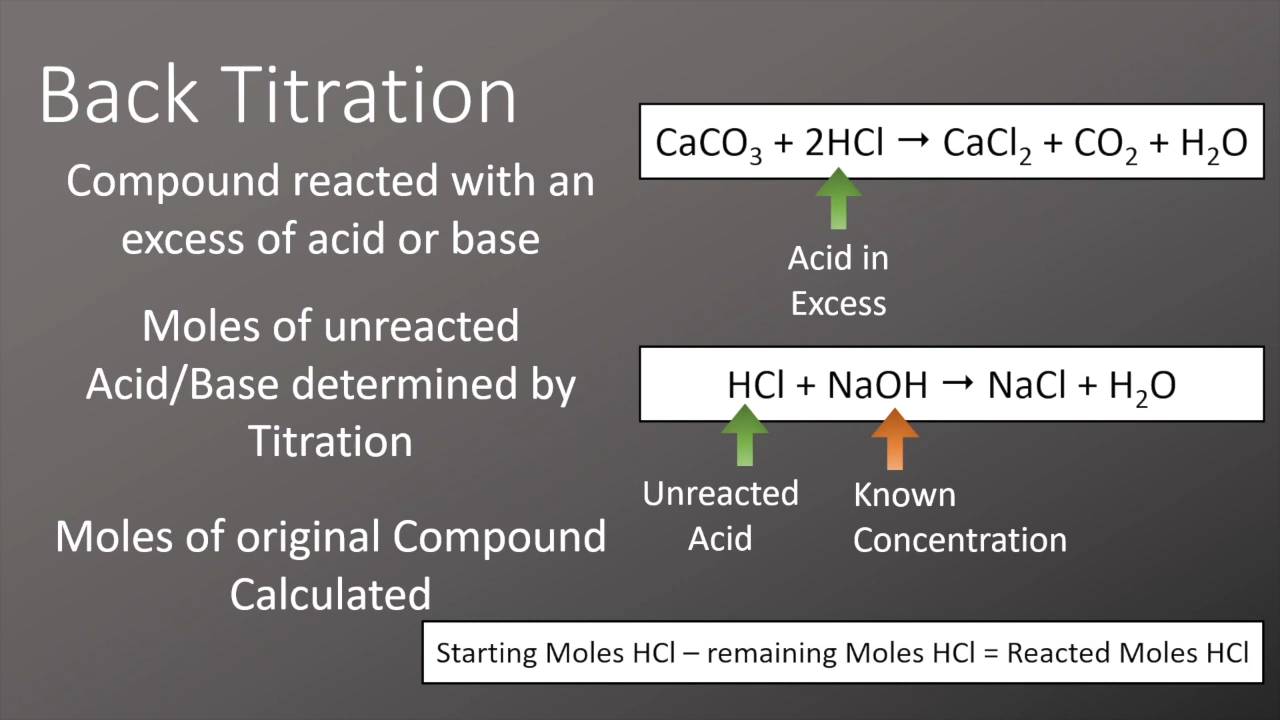 Back Titration
Compound reacted with an
excess of acid or base
Moles of unreacted
Acid/Base determined by
Titration
Moles of original Compound
Calculated
CaCO₃ + 2HCl → CaCl₂ + CO₂ + H₂O
Acid in
Excess
HCl + NaOH → NaCl + H₂O
Unreacted
Acid
Known
Concentration
Starting Moles HCl – remaining Moles HCl = Reacted Moles HCl